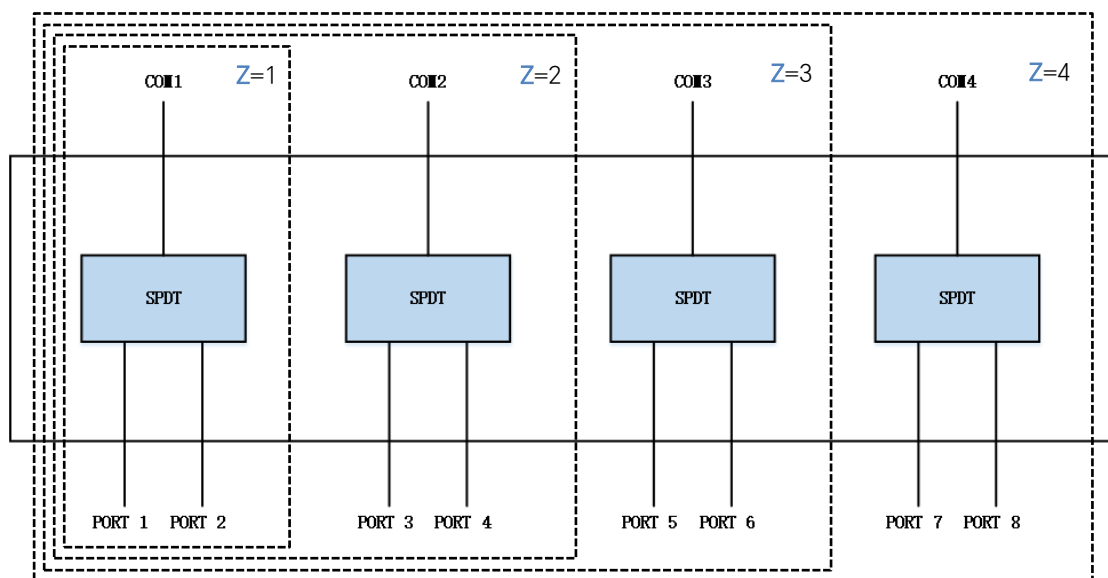 COM1 Z=1 COM2 Z=2 COM3 Z=3 COM4 Z=4
SPDT SPDT SPDT SPDT
PORT 1 PORT 2 PORT 3 PORT 4 PORT 5 PORT 6 PORT 7 PORT 8